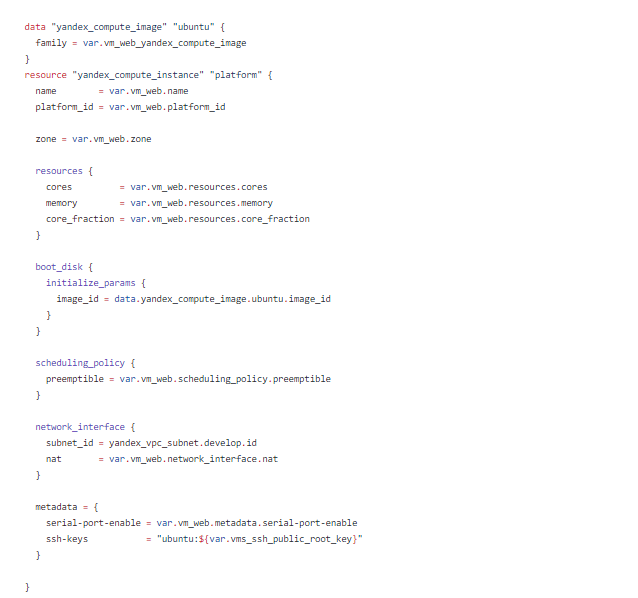 data "yandex_compute_image" "ubuntu" {
  family = var.vm_web_yandex_compute_image
}
resource "yandex_compute_instance" "platform" {
  name        = var.vm_web.name
  platform_id = var.vm_web.platform_id

  zone = var.vm_web.zone

  resources {
    cores         = var.vm_web.resources.cores
    memory        = var.vm_web.resources.memory
    core_fraction = var.vm_web.resources.core_fraction
  }

  boot_disk {
    initialize_params {
      image_id = data.yandex_compute_image.ubuntu.image_id
    }
  }

  scheduling_policy {
    preemptible = var.vm_web.scheduling_policy.preemptible
  }

  network_interface {
    subnet_id = yandex_vpc_subnet.develop.id
    nat       = var.vm_web.network_interface.nat
  }

  metadata = {
    serial-port-enable = var.vm_web.metadata.serial-port-enable
    ssh-keys           = "ubuntu:${var.vms_ssh_public_root_key}"
  }

}